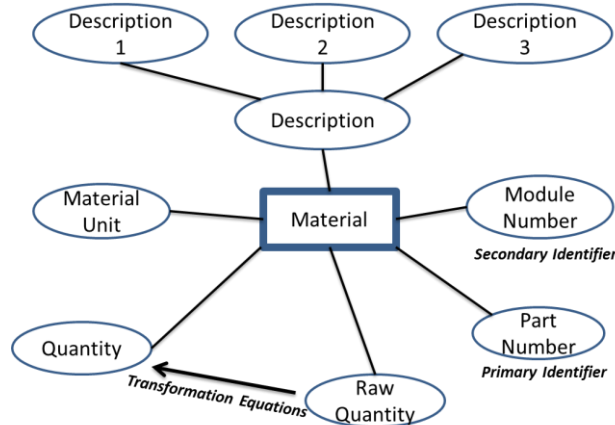 Description
1
Description
2
Description
3
Description
Material
Unit
Material
Module
Number
Secondary Identifier
Quantity
Transformation Equations
Raw
Quantity
Part
Number
Primary Identifier